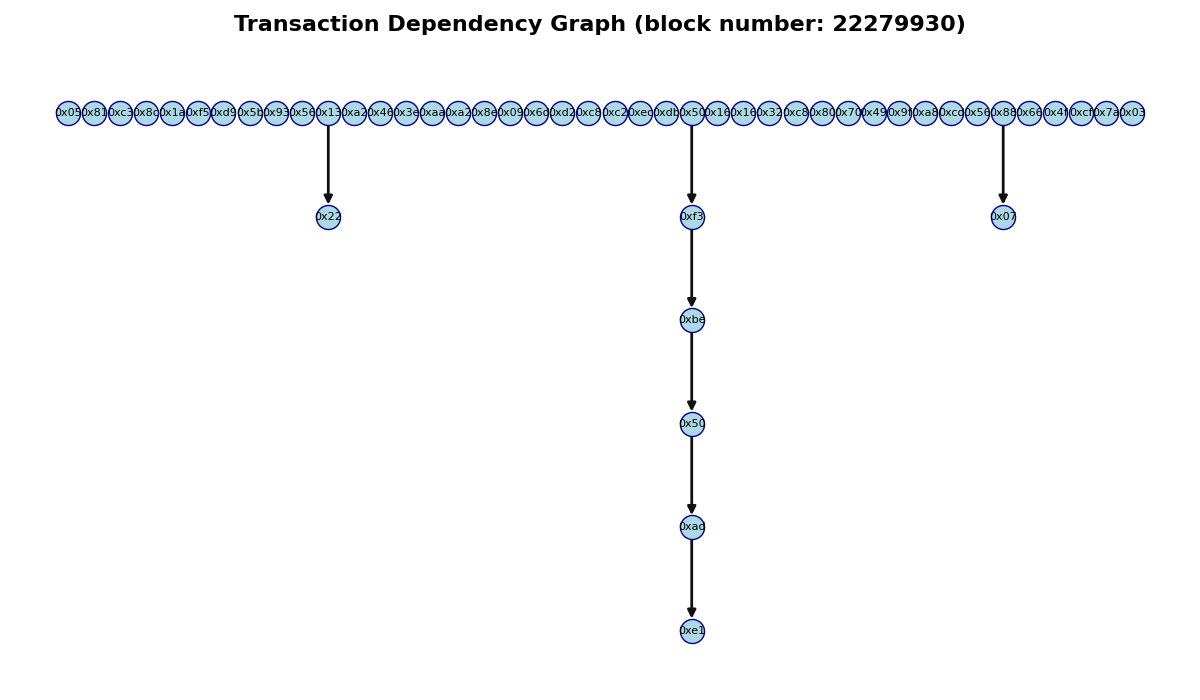 Transaction Dependency Graph (block number: 22279930)
0x05 0x81 0xc3 0x8c 0x1a 0xf5 0xd9 0x5b 0x93 0x56 0x13 0xa2 0x46 0x3e 0xaa 0xa2 0x8e 0x09 0x6d 0xd2 0xc8 0xc2 0xec 0xdb 0x50 0x16 0x16 0x32 0xc8 0x80 0x70 0x49 0x9f 0xa8 0xcd 0x56 0x88 0x66 0x4f 0xcf 0x7a 0x03
0x22 0xf3 0x07
0xbe
0x50
0xad
0xe1